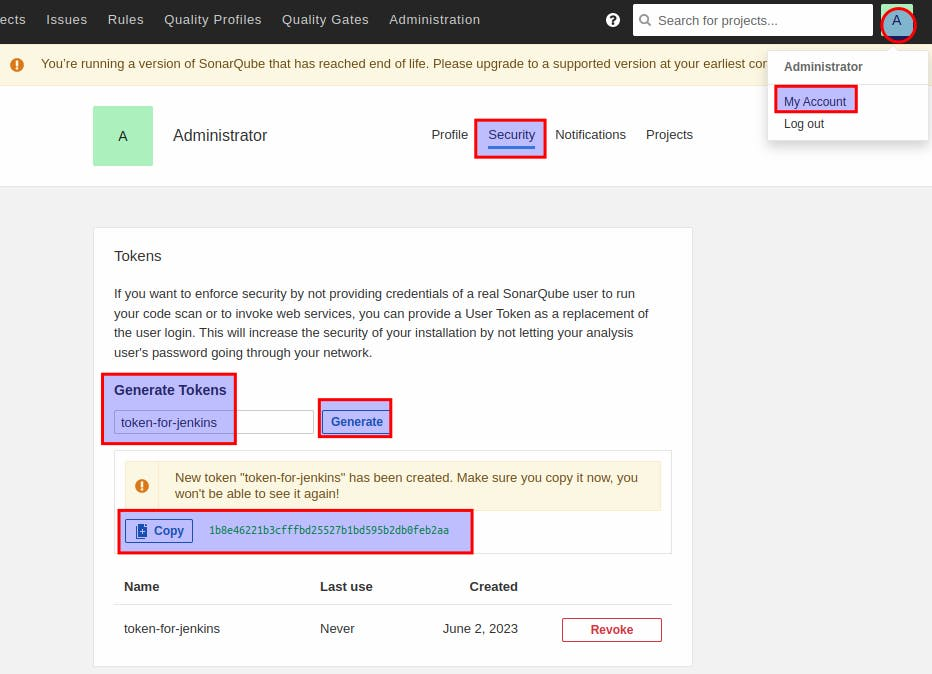 ects Issues Rules Quality Profiles Quality Gates Administration ? Search for projects... A
! You're running a version of SonarQube that has reached end of life. Please upgrade to a supported version at your earliest con
Administrator
My Account
Log out
A Administrator Profile Security Notifications Projects
Tokens
If you want to enforce security by not providing credentials of a real SonarQube user to run
your code scan or to invoke web services, you can provide a User Token as a replacement of
the user login. This will increase the security of your installation by not letting your analysis
user's password going through your network.
Generate Tokens
token-for-jenkins Generate
! New token "token-for-jenkins" has been created. Make sure you copy it now, you
won't be able to see it again!
Copy 1b8e46221b3cfffbd25527b1bd595b2db0feb2aa
Name Last use Created
token-for-jenkins Never June 2, 2023 Revoke